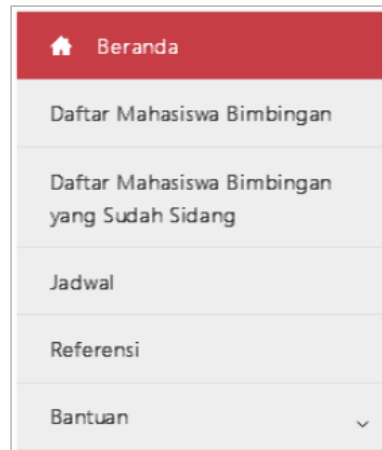 Beranda
Daftar Mahasiswa Bimbingan
Daftar Mahasiswa Bimbingan
yang Sudah Sidang
Jadwal
Referensi
Bantuan